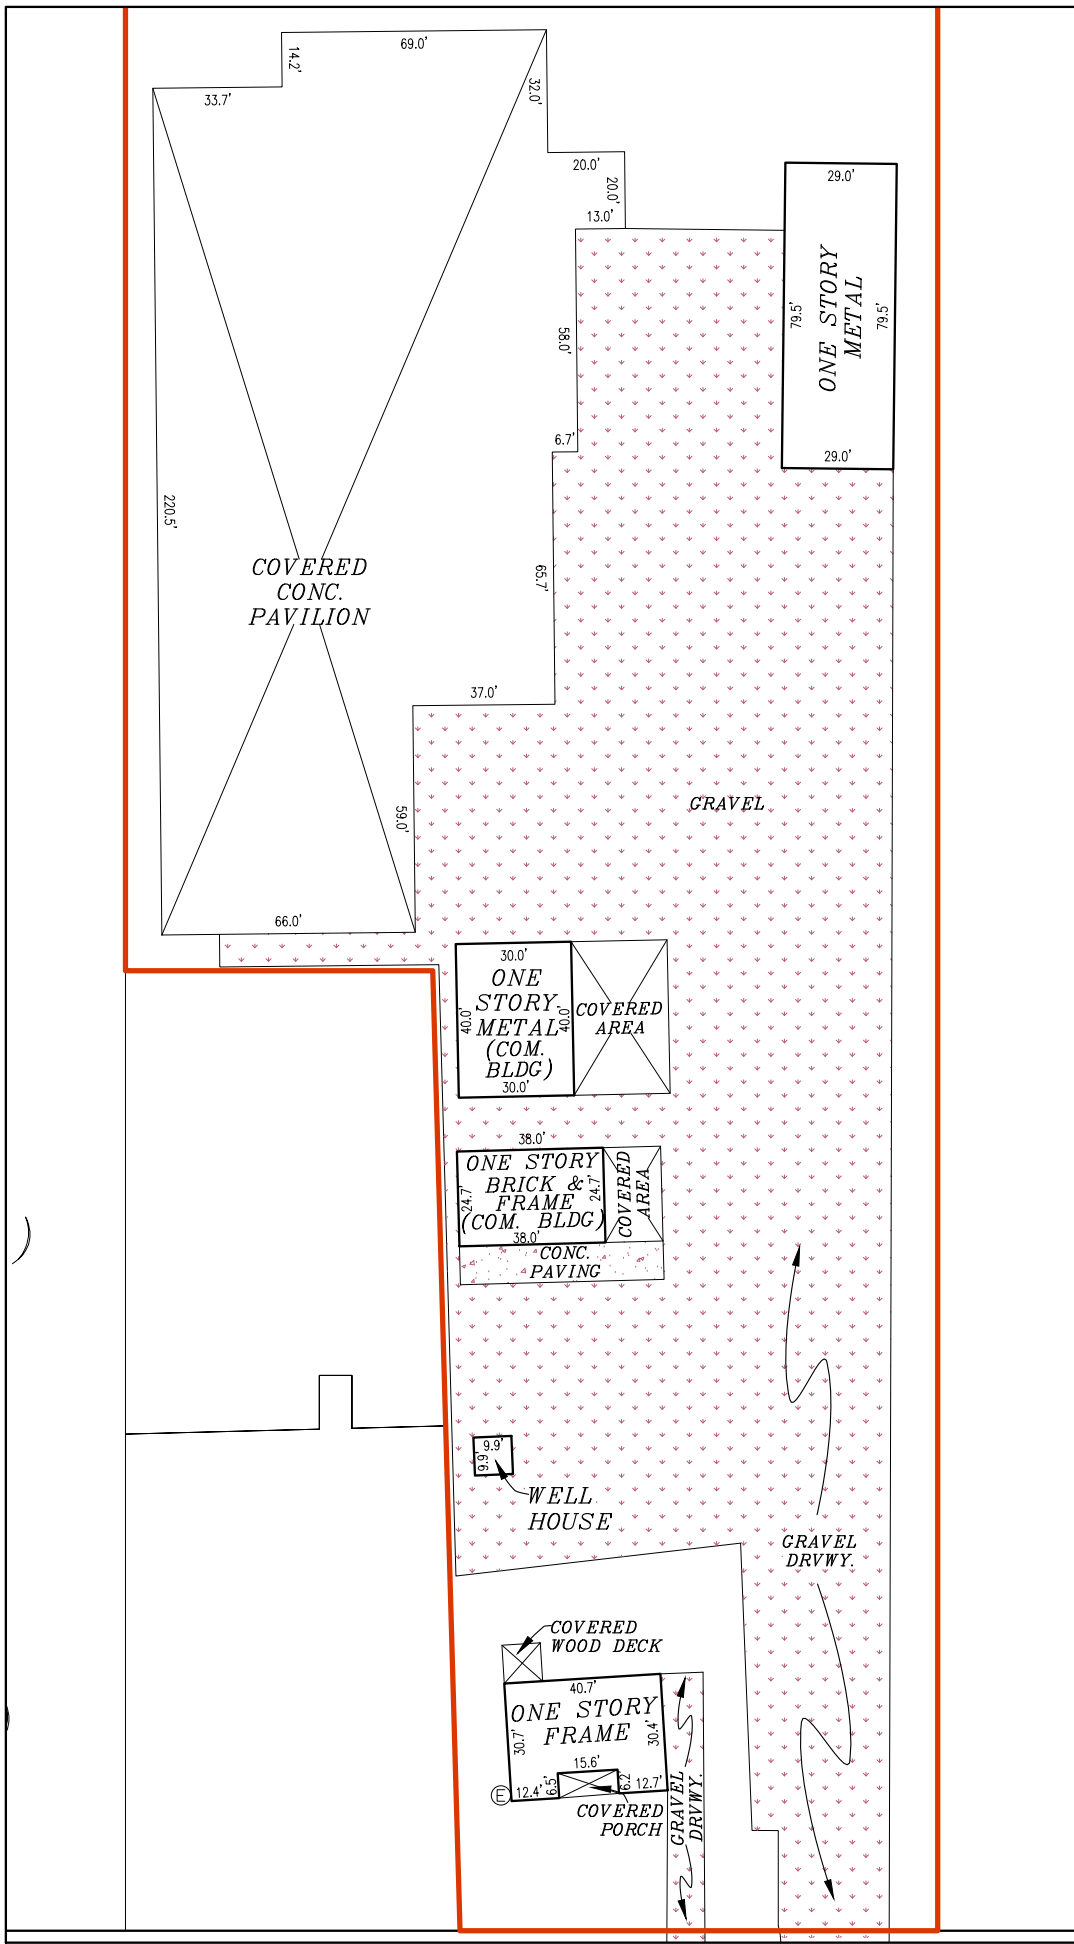 69.0'
14.2'
33.7'
32.0'
20.0'
20.0'
13.0'
29.0'
ONE STORY
METAL
79.5'
79.5'
29.0'
58.0'
6.7'
220.5'
COVERED
CONC.
PAVILION
65.7'
37.0'
GRAVEL
59.0'
66.0'
30.0'
ONE
STORY
METAL
(COM.
BLDG)
40.0'
40.0'
30.0'
COVERED
AREA
38.0'
ONE STORY
BRICK &
FRAME
(COM. BLDG)
24.7'
24.7'
38.0'
COVERED
AREA
CONC.
PAVING
9.9'
9.9'
WELL
HOUSE
GRAVEL
DRVWY.
COVERED
WOOD DECK
40.7'
ONE STORY
FRAME
30.7'
30.4'
15.6'
6.5'
6.2'
12.4'
12.7'
E
COVERED
PORCH
GRAVEL
DRVWY.